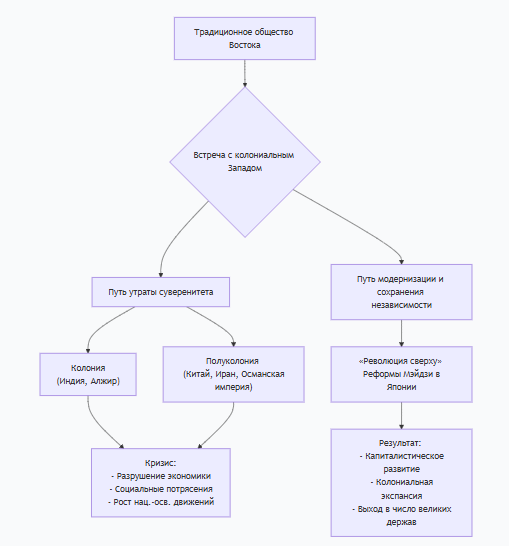 Традиционное общество
Востока
Встреча с колониальным
Западом
Путь утраты суверенитета
Путь модернизации и
сохранения
независимости
Колония
(Индия, Алжир)
Полуколония
(Китай, Иран, Османская
империя)
«Революция сверху»
Реформы Мэйдзи в
Японии
Кризис:
- Разрушение экономики
- Социальные потрясения
- Рост нац.-осв. движений
Результат:
- Капиталистическое
развитие
- Колониальная
экспансия
- Выход в число великих
держав